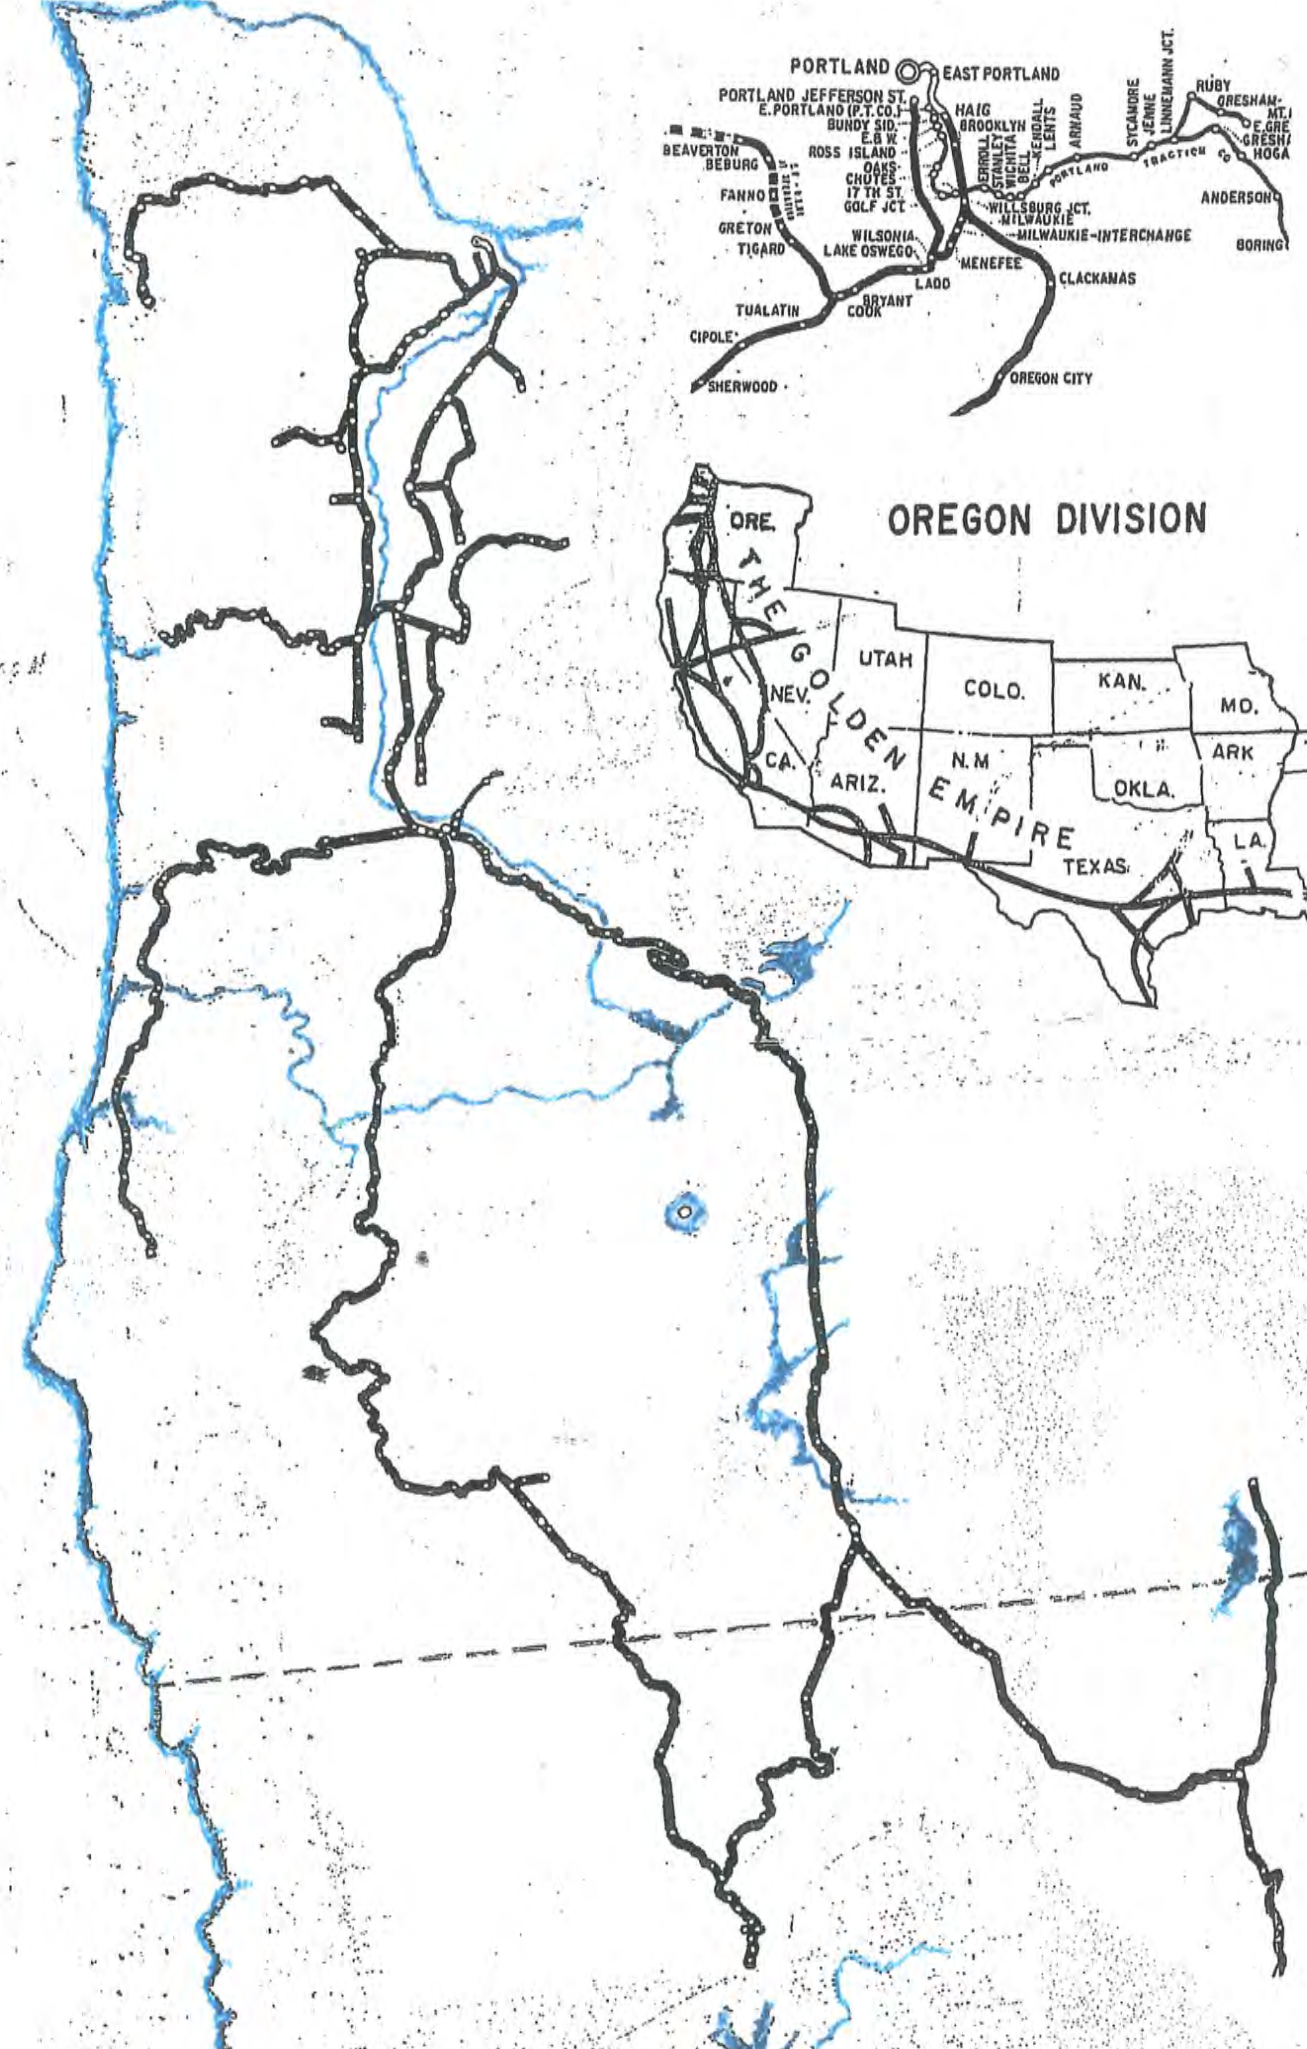 PORTLAND
EAST PORTLAND
PORTLAND JEFFERSON ST.
E. PORTLAND (P.T.CO.)
HAIG
BUNDY SID.
BROOKLYN
E.& W.
ROSS ISLAND
OAKS
CHUTES
17 TH ST.
GOLF JCT.
ERROLL
STANLEY
WICHITA
BELL
KENDALL
LENTS
ARNAUD
SYCAMORE
JENNE
LINNEMANN JCT.
RUBY
GRESHAM-
MT.
E.GRE
GRESH
HOGA
PORTLAND TRACTION CO
ANDERSON
BORING
BEAVERTON
BEBURG
FANNO
GRETON
TIGARD
WILLSBURG JCT.
MILWAUKIE
MILWAUKIE-INTERCHANGE
WILSONIA
LAKE OSWEGO
MENEFEE
LADD
CLACKAMAS
BRYANT
COOK
TUALATIN
CIPOLE
SHERWOOD
OREGON CITY
OREGON DIVISION
ORE.
THE GOLDEN EMPIRE
UTAH
COLO.
KAN.
MO.
NEV.
CA.
ARIZ.
N.M
OKLA.
ARK
TEXAS
LA.